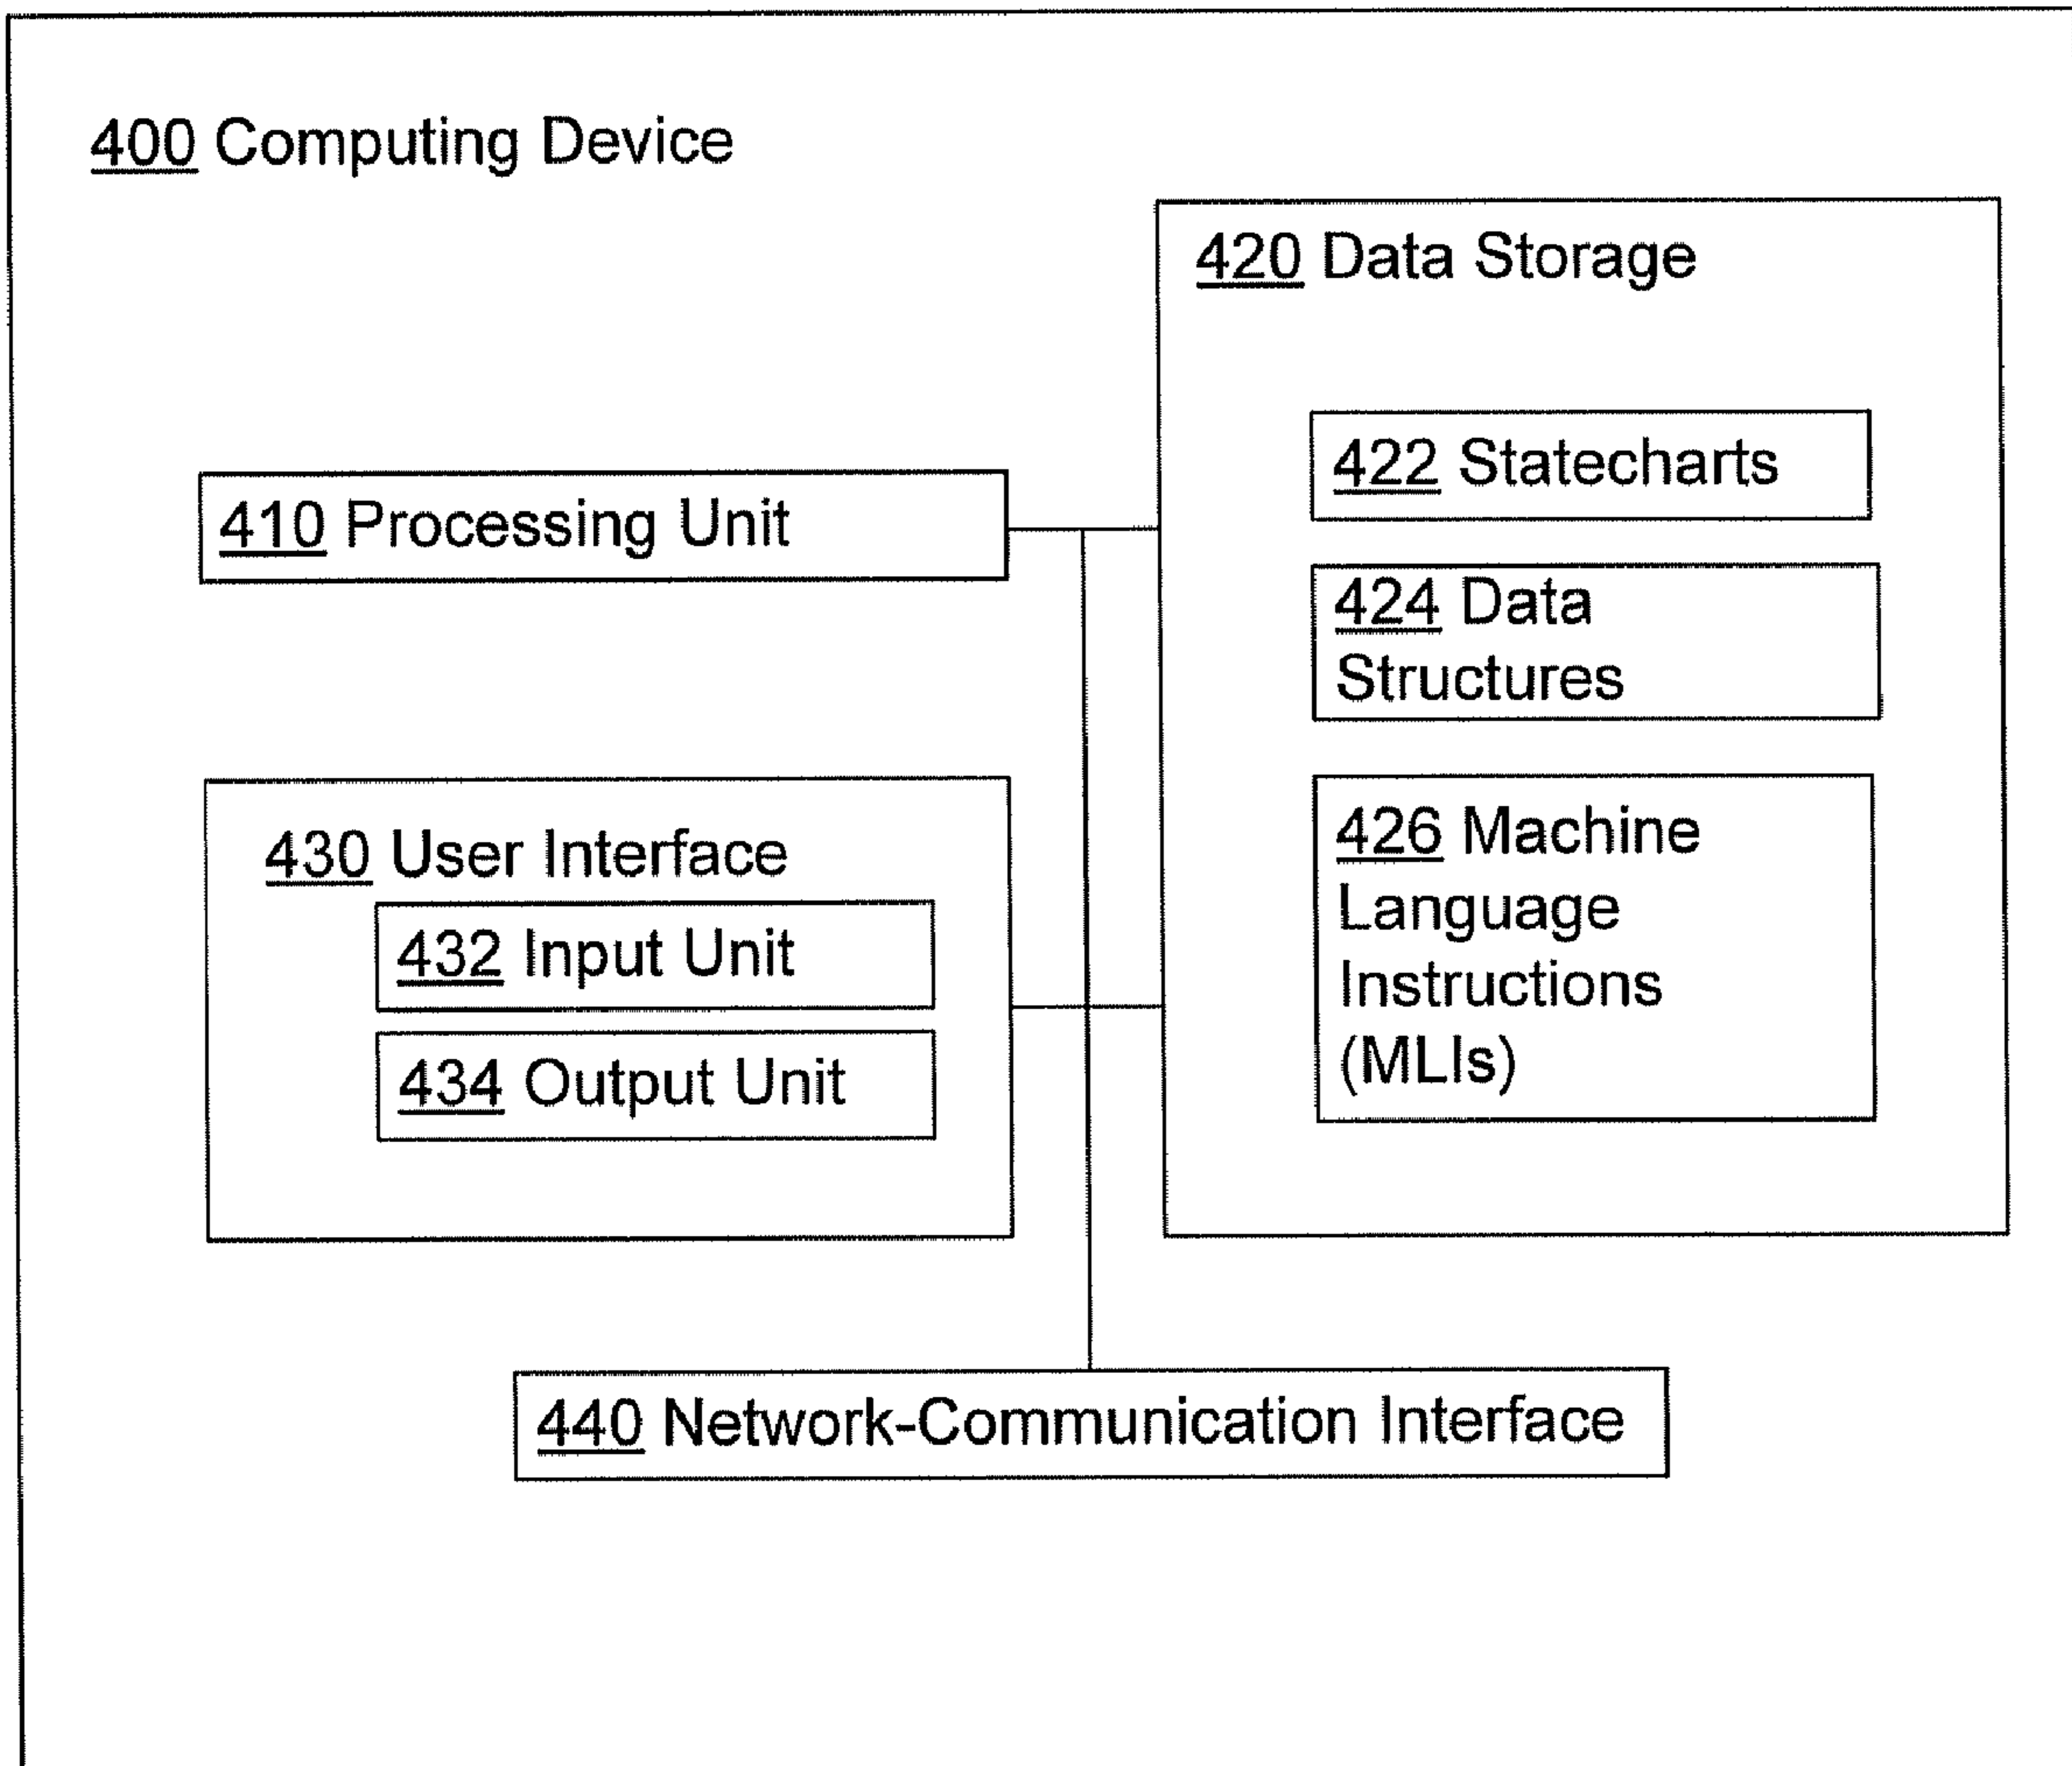 400 Computing Device
420 Data Storage
422 Statecharts
410 Processing Unit
424 Data
Structures
426 Machine
Language
Instructions
(MLIs)
430 User Interface
432 Input Unit
434 Output Unit
440 Network-Communication Interface